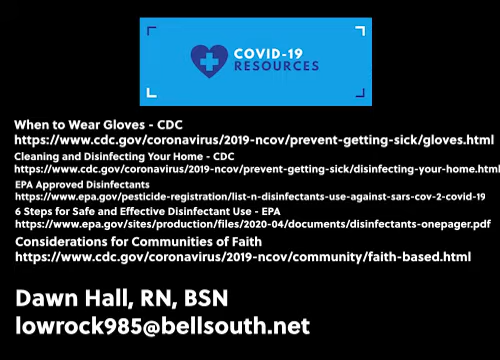 COVID-19
RESOURCES
When to Wear Gloves - CDC
https://www.cdc.gov/coronavirus/2019-ncov/prevent-getting-sick/gloves.html
Cleaning and Disinfecting Your Home - CDC
https://www.cdc.gov/coronavirus/2019-ncov/prevent-getting-sick/disinfecting-your-home.html
EPA Approved Disinfectants
https://www.epa.gov/pesticide-registration/list-n-disinfectants-use-against-sars-cov-2-covid-19
6 Steps for Safe and Effective Disinfectant Use - EPA
https://www.epa.gov/sites/production/files/2020-04/documents/disinfectants-onepager.pdf
Considerations for Communities of Faith
https://www.cdc.gov/coronavirus/2019-ncov/community/faith-based.html
Dawn Hall, RN, BSN
lowrock985@bellsouth.net